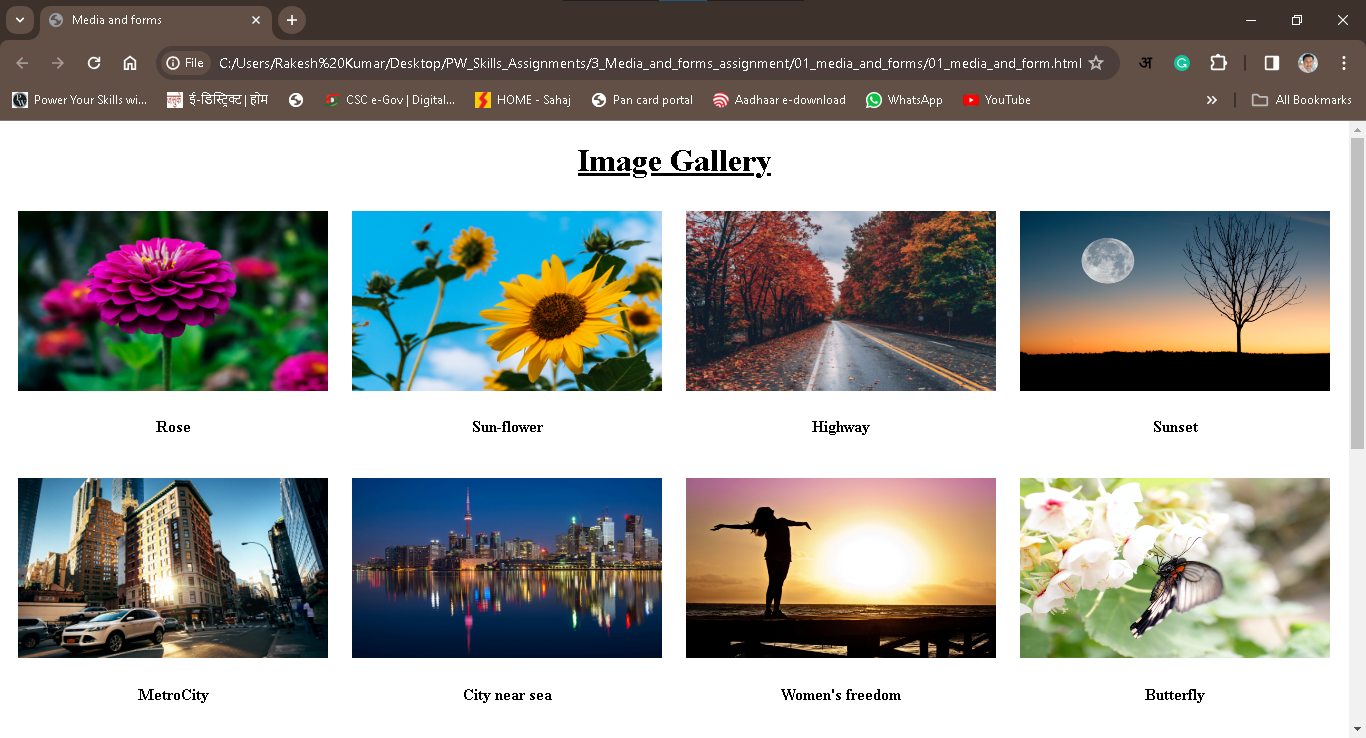 Media and forms
File C:/Users/Rakesh%20Kumar/Desktop/PW_Skills_Assignments/3_Media_and_forms_assignment/01_media_and_forms/01_media_and_form.html
अ G
Power Your Skills wi... ई-डिस्ट्रिक्ट | होम CSC e-Gov | Digital... HOME - Sahaj Pan card portal Aadhaar e-download WhatsApp YouTube » All Bookmarks
Image Gallery
Rose Sun-flower Highway Sunset
MetroCity City near sea Women's freedom Butterfly